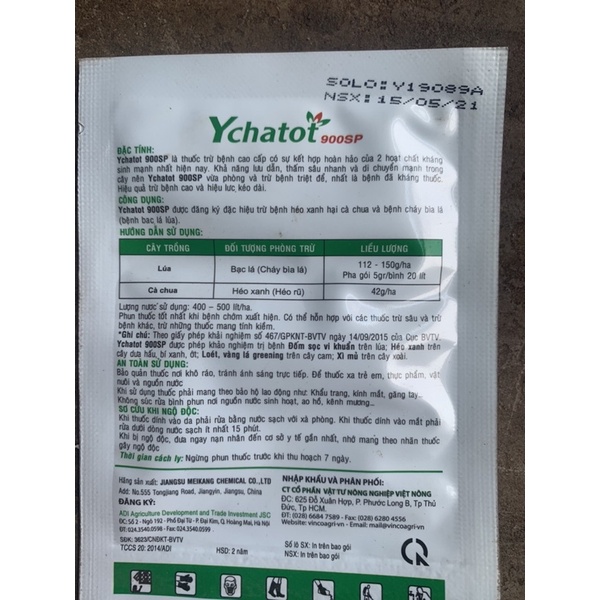 SOLO:Y19089A
NSX:15/05/21
Ychatot 900SP
ĐẶC TÍNH:
Ychatot 900SP là thuốc trừ bệnh cao cấp có sự kết hợp hoàn hảo của 2 hoạt chất kháng
sinh mạnh nhất hiện nay. Khả năng lưu dẫn, thấm sâu nhanh và di chuyển mạnh trong
cây nên Ychatot 900SP vừa phòng và trừ bệnh triệt để, nhất là bệnh đã kháng thuốc.
Hiệu quả trừ bệnh cao và hiệu lực kéo dài.
CÔNG DỤNG:
Ychatot 900SP được đăng ký đặc hiệu trừ bệnh héo xanh hại cà chua và bệnh cháy bìa lá
(bệnh bạc lá lúa).
HƯỚNG DẪN SỬ DỤNG:
CÂY TRỒNG ĐỐI TƯỢNG PHÒNG TRỪ LIỀU LƯỢNG
Lúa Bạc lá (Cháy bìa lá) 112 - 150g/ha
Pha gói 5gr/bình 20 lít
Cà chua Héo xanh (Héo rũ) 42g/ha
Lượng nước sử dụng: 400 – 500 lít/ha.
Phun thuốc tốt nhất khi bệnh chớm xuất hiện. Có thể hỗn hợp với các thuốc trừ sâu và trừ
bệnh khác, trừ những thuốc mang tính kiềm.
*Ghi chú: Theo giấy phép khải nghiệm số 467/GPKNT-BVTV ngày 14/09/2015 của Cục BVTV.
Ychatot 900SP được phép khảo nghiệm trị bệnh Đốm sọc vi khuẩn trên lúa; Héo xanh trên
cây dưa hấu, bí xanh, ớt; Loét, vàng lá greening trên cây cam; Xì mủ trên cây xoài.
AN TOÀN SỬ DỤNG:
Bảo quản thuốc nơi khô ráo, tránh ánh sáng trực tiếp. Để thuốc xa trẻ em, thực phẩm, vật
nuôi và nguồn nước
Khi sử dụng thuốc phải mang theo bảo hộ lao động như: Khẩu trang, kính mắt, găng tay...
Không súc rửa bình phun nơi nguồn nước sinh hoạt, ao hồ, kênh mương...
SƠ CỨU KHI NGỘ ĐỘC:
Khi thuốc dính vào da phải rửa bằng nước sạch với xà phòng. Khi thuốc dính vào mắt phải
rửa dưới dòng nước sạch ít nhất 15 phút.
Khi bị ngộ độc, đưa ngay nạn nhân đến cơ sở y tế gần nhất, nhớ mang theo nhãn thuốc
gây ngộ độc
Thời gian cách ly: Ngừng phun thuốc trước khi thu hoạch 7 ngày.
Hãng sản xuất: JIANGSU MEIKANG CHEMICAL CO.,LTD
Add: No.555 Tongjiang Road, Jiangyin, Jiangsu, China
ĐĂNG KÝ:
ADI Agriculture Development and Trade Investment JSC
ĐC: Số 2 - Ngõ 192 - Phố Đại Từ - P. Đại Kim, Q. Hoàng Mai, Hà Nội
ĐT: 024.3540.0598 - Fax: 024.3540.0599
SĐK: 3623/CNĐKT-BVTV
TCCS 20: 2014/ADI
HSD: 2 năm
NHẬP KHẨU VÀ PHÂN PHỐI:
CT CỔ PHẦN VẬT TƯ NÔNG NGHIỆP VIỆT NÔNG
ĐC: 625 Đỗ Xuân Hợp, P. Phước Long B, Tp Thủ
Đức, Tp HCM.
ĐT: (028) 6684 7589 - Fax: (028) 6280 4556
Website: vincoagri-vn - Email: mail@vincoagri-vn
Số lô SX: In trên bao gói
NSX: In trên bao gói